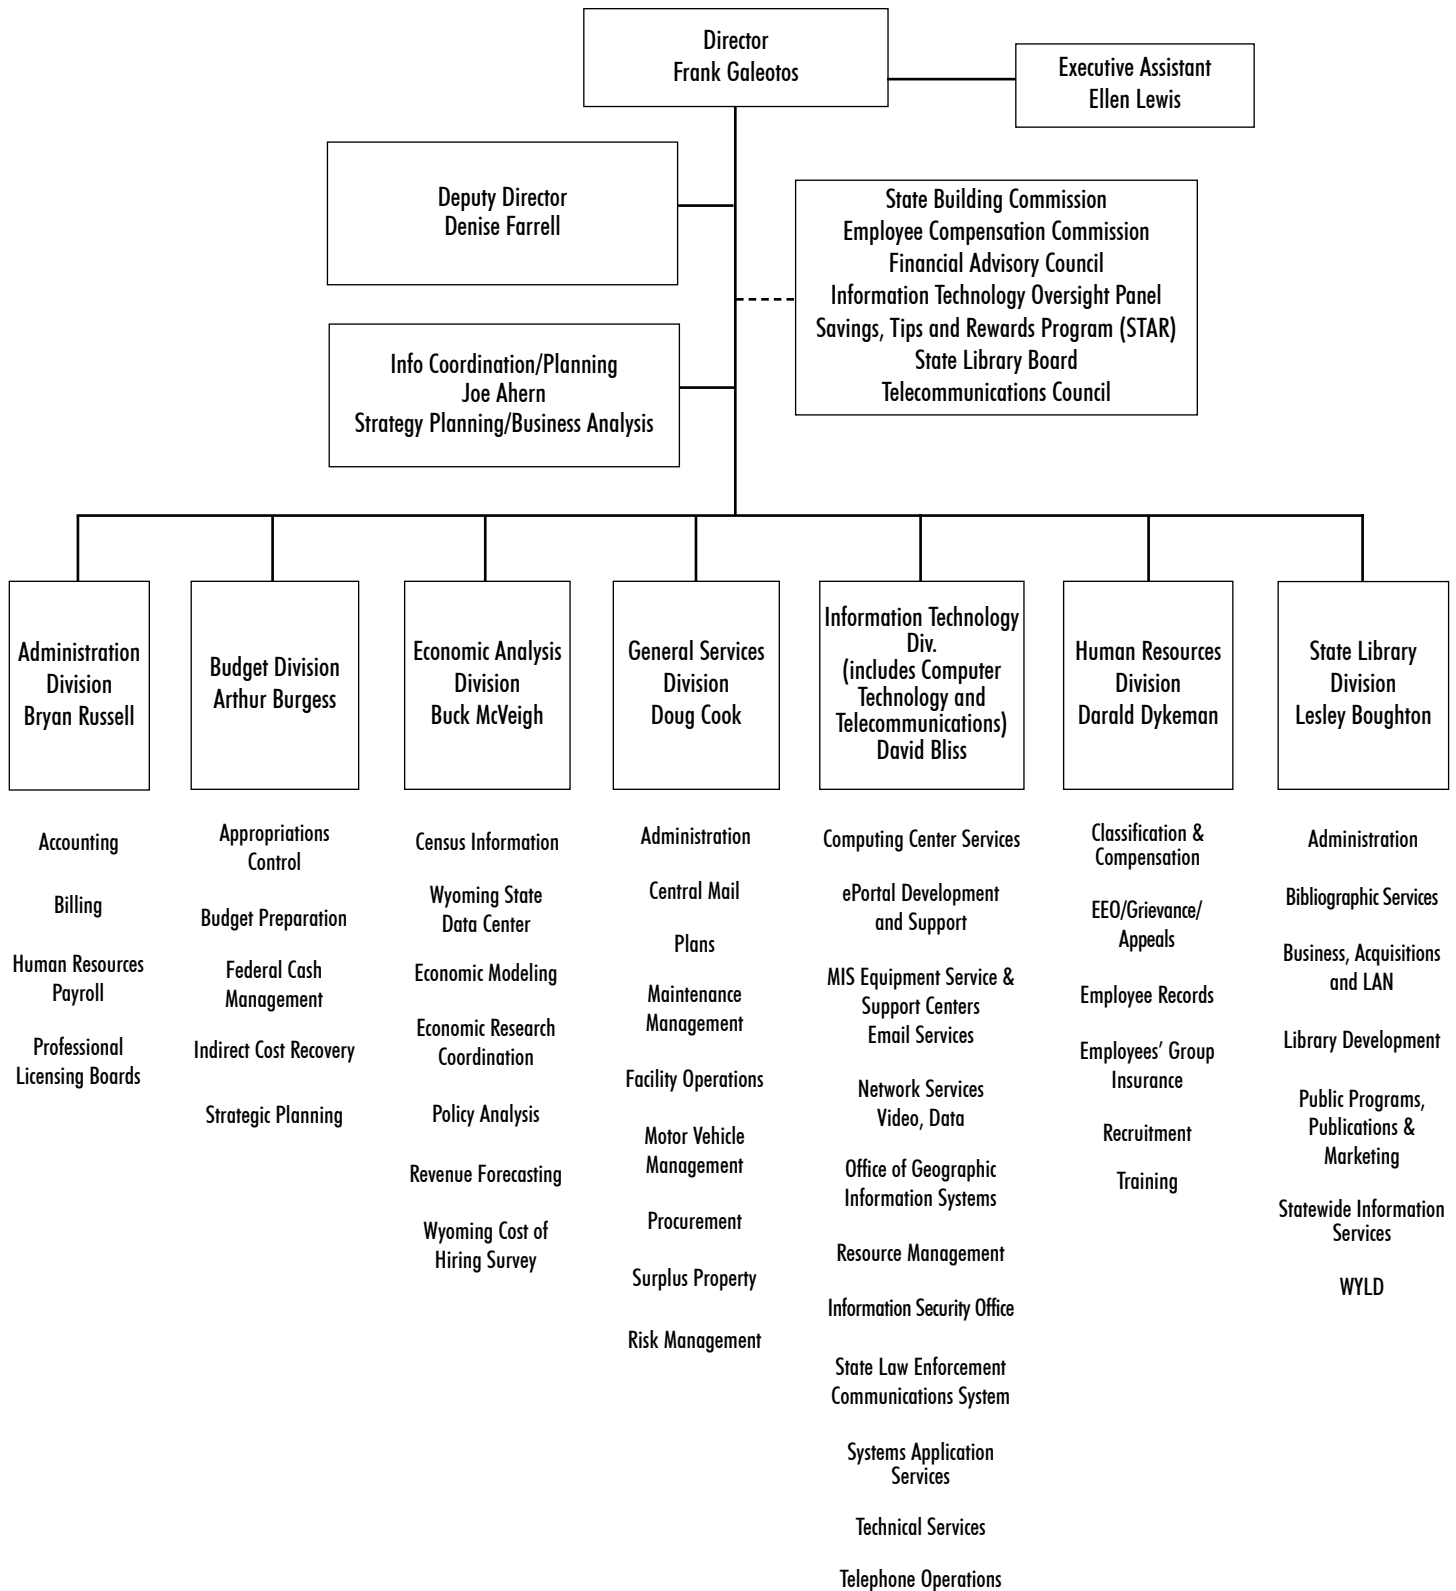 Director
Frank Galeotos
Executive Assistant
Ellen Lewis
Deputy Director
Denise Farrell
State Building Commission
Employee Compensation Commission
Financial Advisory Council
Information Technology Oversight Panel
Savings, Tips and Rewards Program (STAR)
State Library Board
Telecommunications Council
Info Coordination/Planning
Joe Ahern
Strategy Planning/Business Analysis
Administration
Division
Bryan Russell
Accounting
Billing
Human Resources
Payroll
Professional
Licensing Boards
Budget Division
Arthur Burgess
Appropriations
Control
Budget Preparation
Federal Cash
Management
Indirect Cost Recovery
Strategic Planning
Economic Analysis
Division
Buck McVeigh
Census Information
Wyoming State
Data Center
Economic Modeling
Economic Research
Coordination
Policy Analysis
Revenue Forecasting
Wyoming Cost of
Hiring Survey
General Services
Division
Doug Cook
Administration
Central Mail
Plans
Maintenance
Management
Facility Operations
Motor Vehicle
Management
Procurement
Surplus Property
Risk Management
Information Technology
Div.
(includes Computer
Technology and
Telecommunications)
David Bliss
Computing Center Services
ePortal Development
and Support
MIS Equipment Service &
Support Centers
Email Services
Network Services
Video, Data
Office of Geographic
Information Systems
Resource Management
Information Security Office
State Law Enforcement
Communications System
Systems Application
Services
Technical Services
Telephone Operations
Human Resources
Division
Darald Dykeman
Classification &
Compensation
EEO/Grievance/
Appeals
Employee Records
Employees’ Group
Insurance
Recruitment
Training
State Library
Division
Lesley Boughton
Administration
Bibliographic Services
Business, Acquisitions
and LAN
Library Development
Public Programs,
Publications &
Marketing
Statewide Information
Services
WYLD